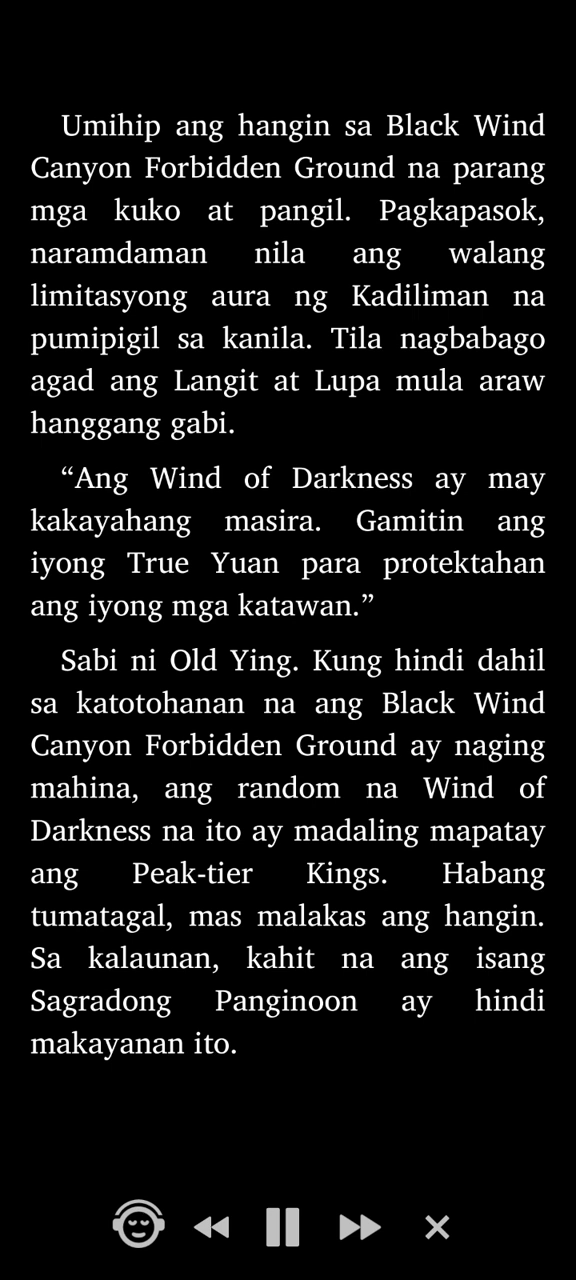 Umihip ang hangin sa Black Wind
Canyon Forbidden Ground na parang
mga kuko at pangil. Pagkapasok,
naramdaman nila ang walang
limitasyong aura ng Kadiliman na
pumipigil sa kanila. Tila nagbabago
agad ang Langit at Lupa mula araw
hanggang gabi.
“Ang Wind of Darkness ay may
kakayahang masira. Gamitin ang
iyong True Yuan para protektahan
ang iyong mga katawan.”
Sabi ni Old Ying. Kung hindi dahil
sa katotohanan na ang Black Wind
Canyon Forbidden Ground ay naging
mahina, ang random na Wind of
Darkness na ito ay madaling mapatay
ang Peak-tier Kings. Habang
tumatagal, mas malakas ang hangin.
Sa kalaunan, kahit na ang isang
Sagradong Panginoon ay hindi
makayanan ito.